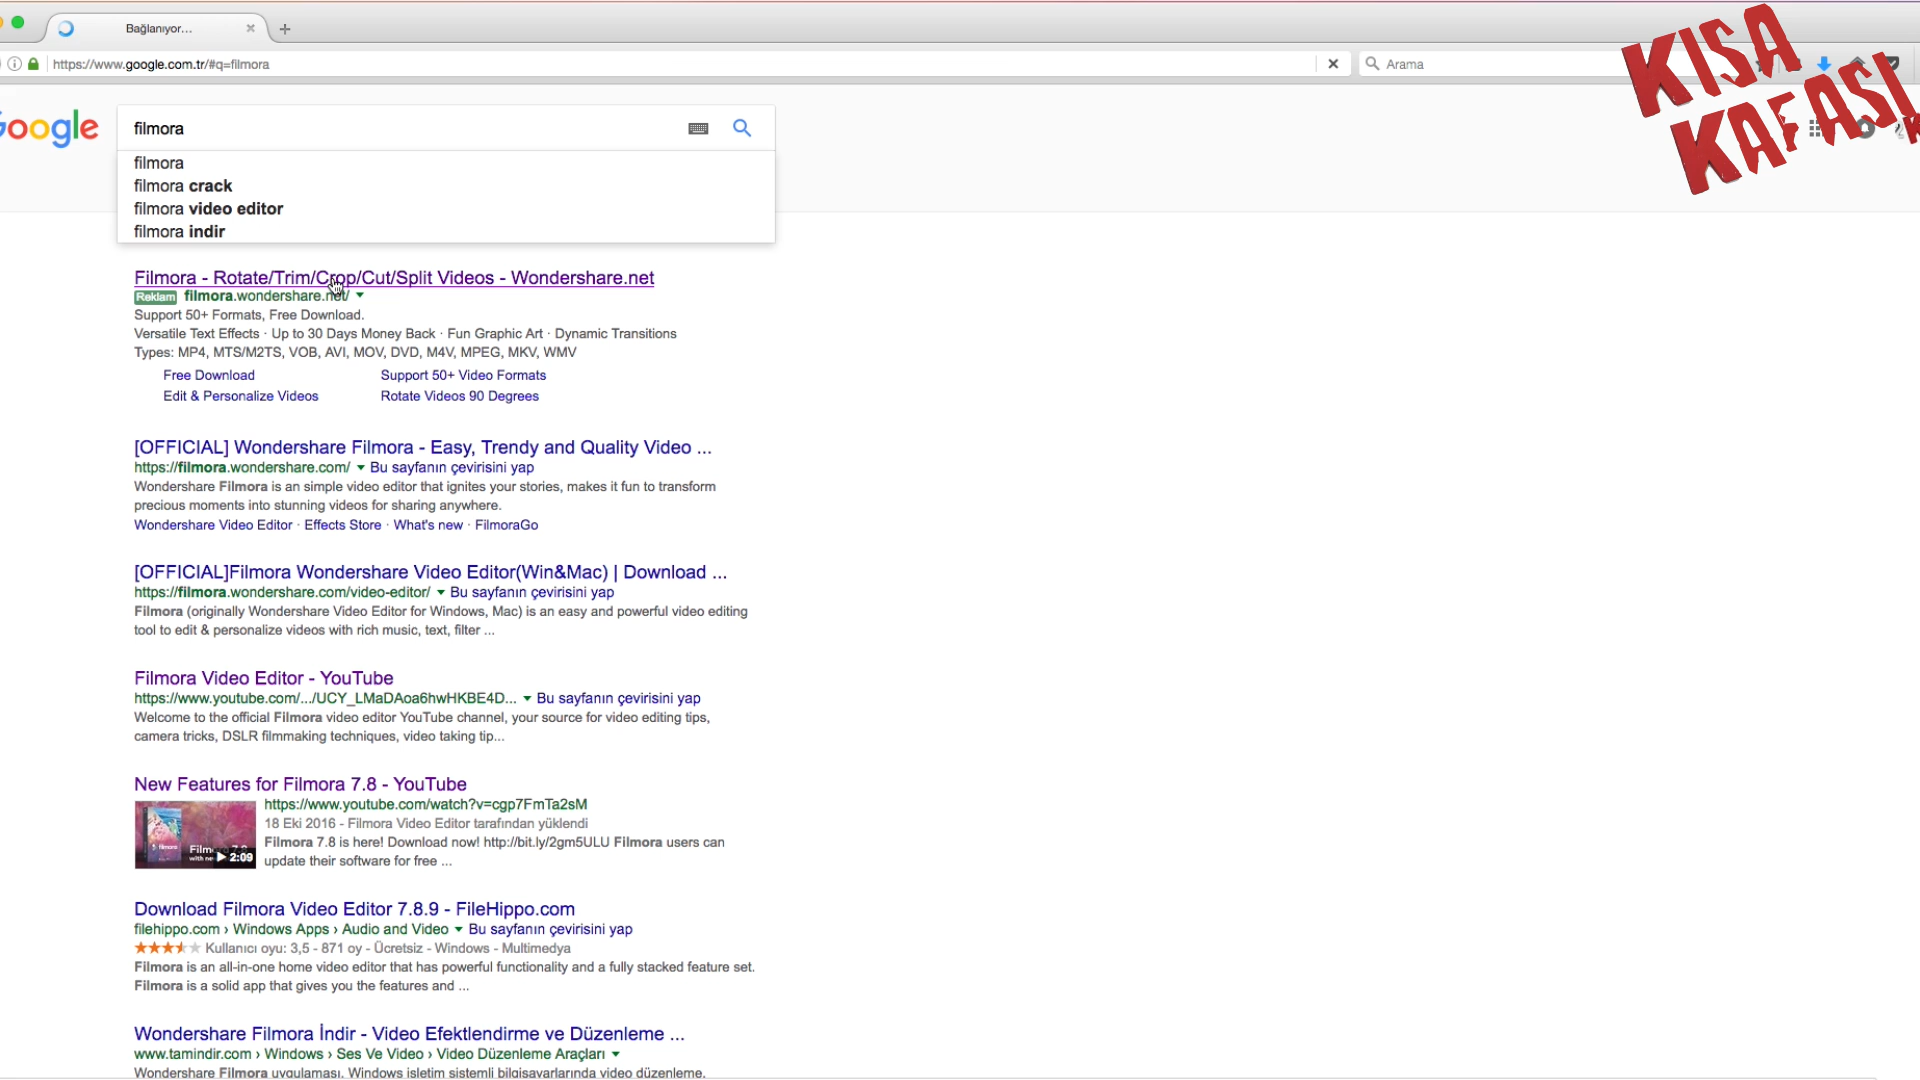 Bağlanıyor...
https://www.google.com.tr/#q=filmora
Arama
KISA
KAFASI
Google
filmora
filmora
filmora crack
filmora video editor
filmora indir
Filmora - Rotate/Trim/Crop/Cut/Split Videos - Wondershare.net
Reklam filmora.wondershare.net/
Support 50+ Formats, Free Download.
Versatile Text Effects · Up to 30 Days Money Back · Fun Graphic Art · Dynamic Transitions
Types: MP4, MTS/M2TS, VOB, AVI, MOV, DVD, M4V, MPEG, MKV, WMV
Free Download Support 50+ Video Formats
Edit & Personalize Videos Rotate Videos 90 Degrees
[OFFICIAL] Wondershare Filmora - Easy, Trendy and Quality Video ...
https://filmora.wondershare.com/ Bu sayfanın çevirisini yap
Wondershare Filmora is an simple video editor that ignites your stories, makes it fun to transform
precious moments into stunning videos for sharing anywhere.
Wondershare Video Editor · Effects Store · What's new · FilmoraGo
[OFFICIAL]Filmora Wondershare Video Editor(Win&Mac) | Download ...
https://filmora.wondershare.com/video-editor/ Bu sayfanın çevirisini yap
Filmora (originally Wondershare Video Editor for Windows, Mac) is an easy and powerful video editing
tool to edit & personalize videos with rich music, text, filter ...
Filmora Video Editor - YouTube
https://www.youtube.com/.../UCY_LMaDAoa6hwHKBE4D... Bu sayfanın çevirisini yap
Welcome to the official Filmora video editor YouTube channel, your source for video editing tips,
camera tricks, DSLR filmmaking techniques, video taking tip...
New Features for Filmora 7.8 - YouTube
https://www.youtube.com/watch?v=cgp7FmTa2sM
18 Eki 2016 - Filmora Video Editor tarafından yüklendi
Filmora 7.8 is here! Download now! http://bit.ly/2gm5ULU Filmora users can
update their software for free ...
2:09
Download Filmora Video Editor 7.8.9 - FileHippo.com
filehippo.com › Windows Apps › Audio and Video Bu sayfanın çevirisini yap
Kullanıcı oyu: 3,5 - 871 oy - Ücretsiz - Windows - Multimedya
Filmora is an all-in-one home video editor that has powerful functionality and a fully stacked feature set.
Filmora is a solid app that gives you the features and ...
Wondershare Filmora İndir - Video Efektlendirme ve Düzenleme ...
www.tamindir.com › Windows › Ses Ve Video › Video Düzenleme Araçları
Wondershare Filmora uygulaması, Windows işletim sistemli bilgisayarlarında video düzenleme.